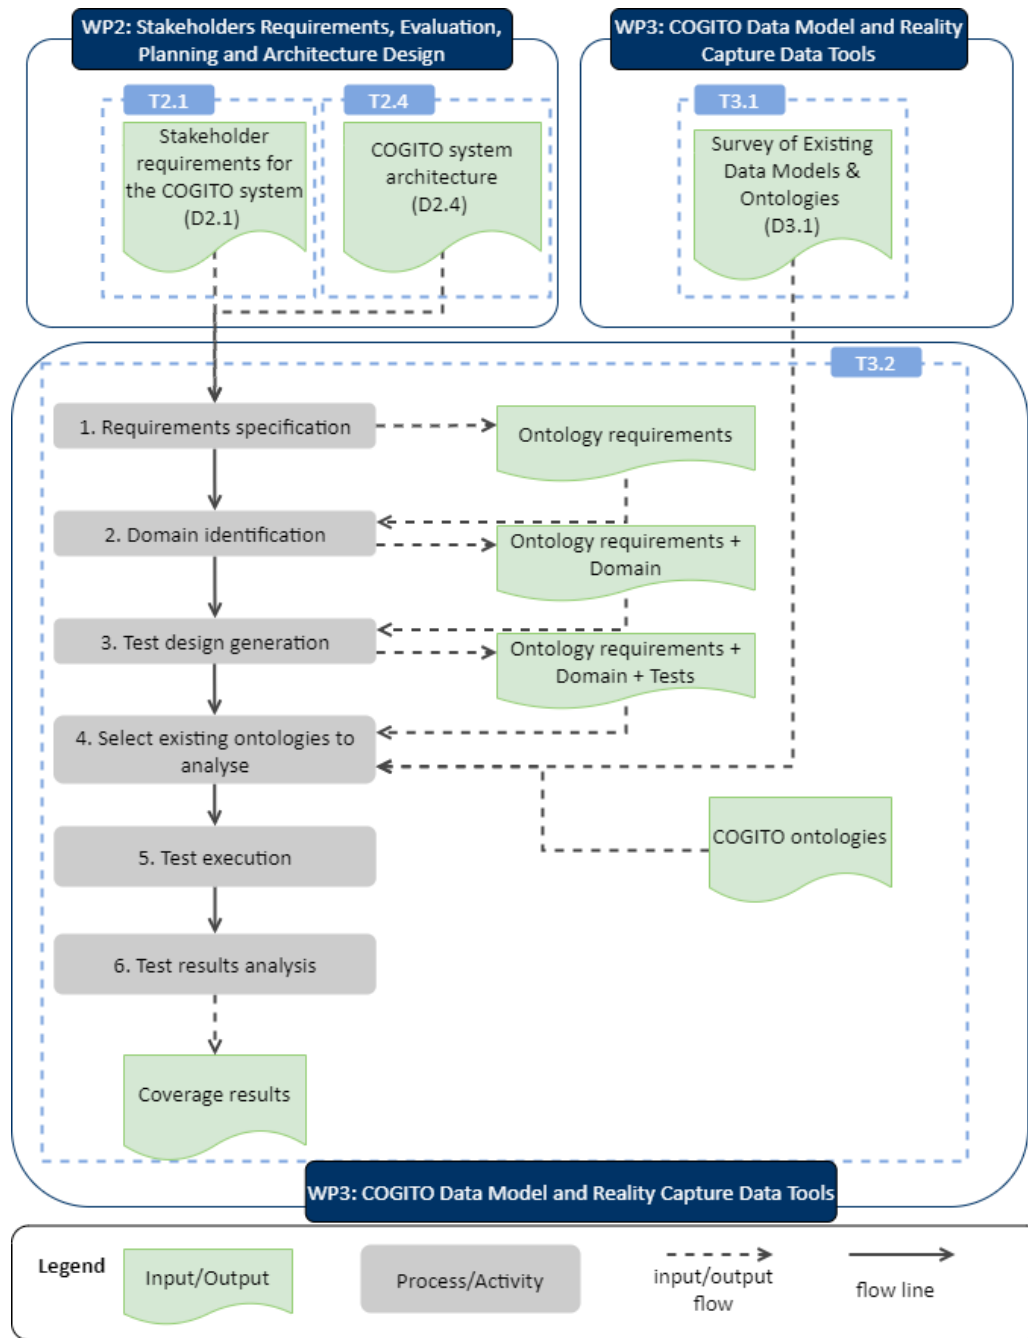 WP2: Stakeholders Requirements, Evaluation,
Planning and Architecture Design
WP3: COGITO Data Model and Reality
Capture Data Tools
T2.1
T2.4
T3.1
Stakeholder
requirements for
the COGITO system
(D2.1)
COGITO system
architecture
(D2.4)
Survey of Existing
Data Models &
Ontologies
(D3.1)
T3.2
1. Requirements specification
Ontology requirements
2. Domain identification
Ontology requirements +
Domain
3. Test design generation
Ontology requirements +
Domain + Tests
4. Select existing ontologies to
analyse
COGITO ontologies
5. Test execution
6. Test results analysis
Coverage results
WP3: COGITO Data Model and Reality Capture Data Tools
Legend
Input/Output
Process/Activity
input/output
flow
flow line